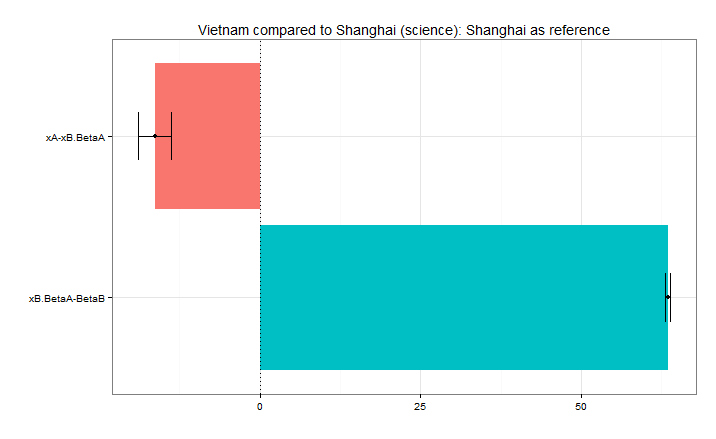 Vietnam compared to Shanghai (science): Shanghai as reference
xA-xB.BetaA
xB.BetaA-BetaB
0 25 50